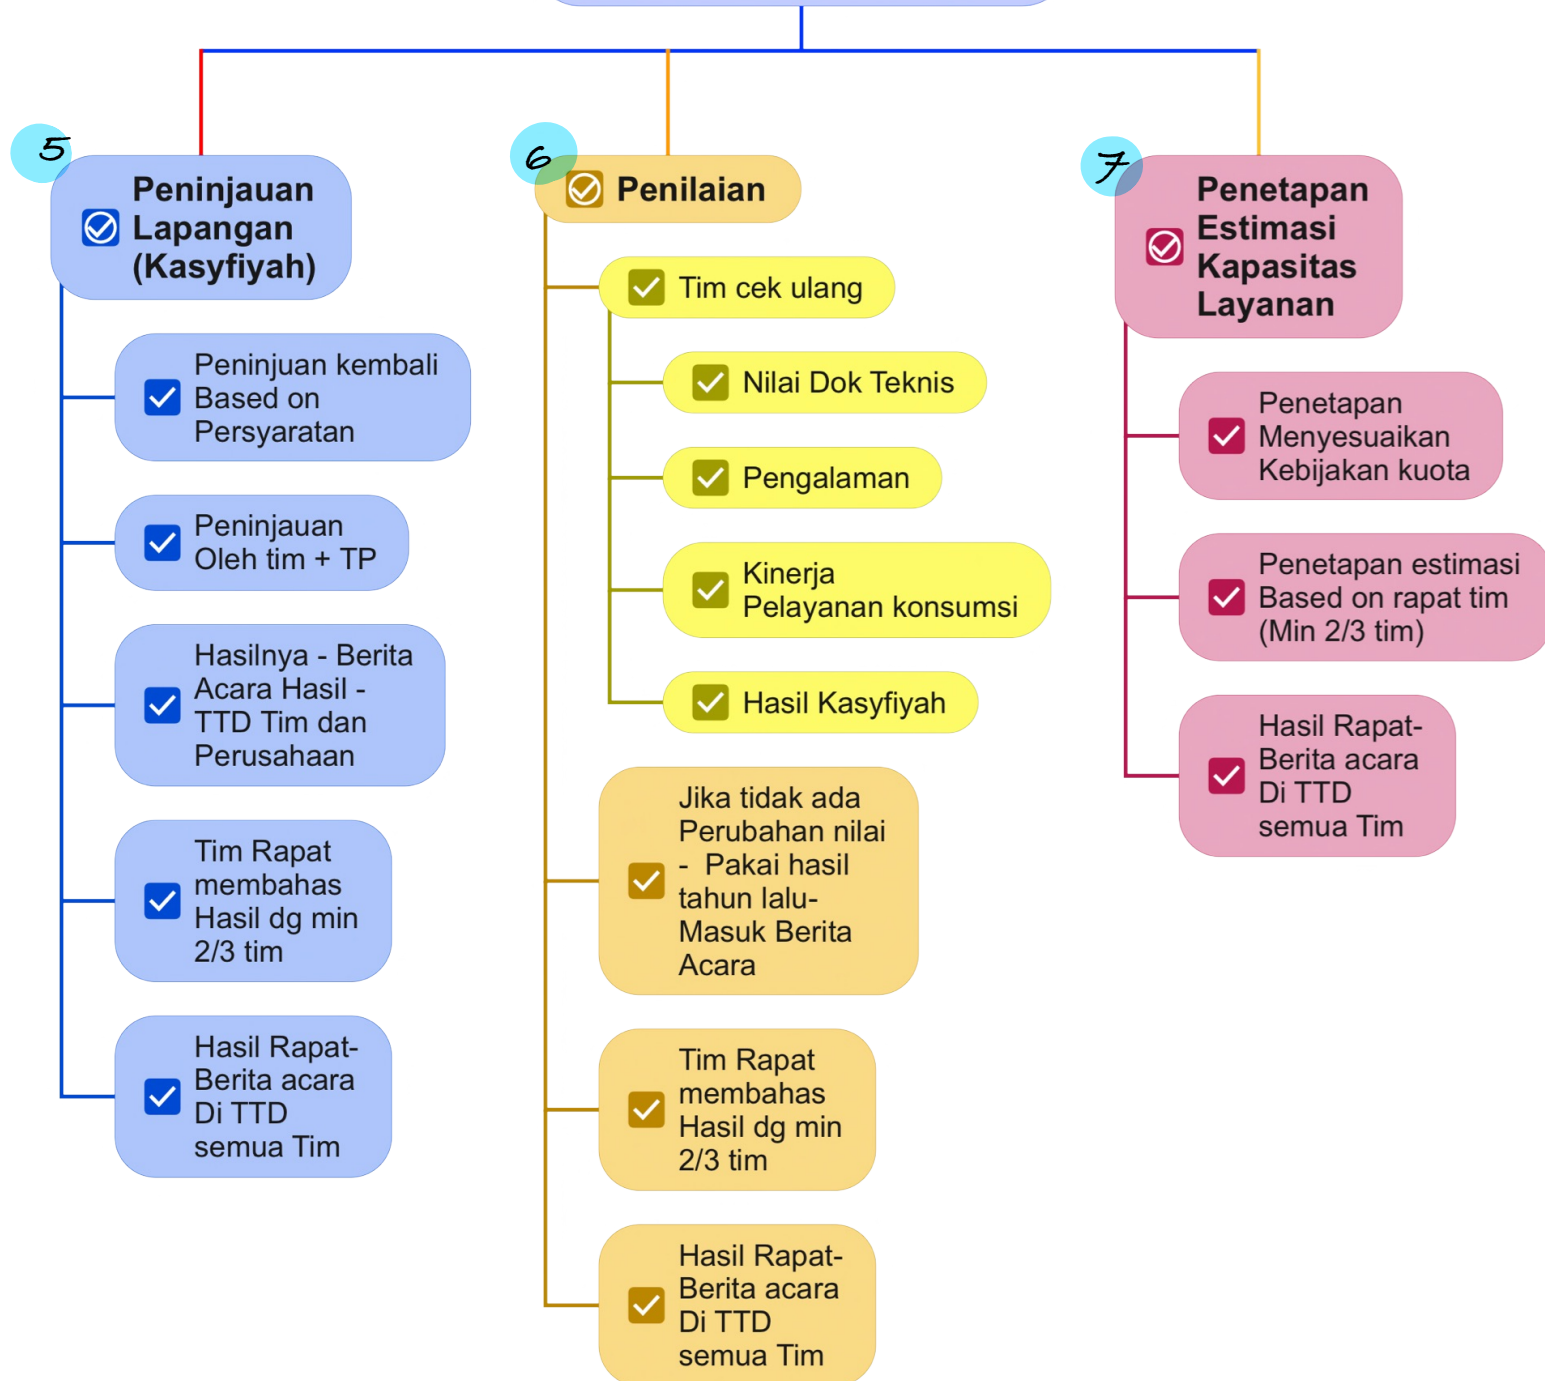 5
Peninjauan
Lapangan
(Kasyfiyah)
Peninjuan kembali
Based on
Persyaratan
Peninjauan
Oleh tim + TP
Hasilnya - Berita
Acara Hasil -
TTD Tim dan
Perusahaan
Tim Rapat
membahas
Hasil dg min
2/3 tim
Hasil Rapat-
Berita acara
Di TTD
semua Tim
6
Penilaian
Tim cek ulang
Nilai Dok Teknis
Pengalaman
Kinerja
Pelayanan konsumsi
Hasil Kasyfiyah
Jika tidak ada
Perubahan nilai
- Pakai hasil
tahun lalu-
Masuk Berita
Acara
Tim Rapat
membahas
Hasil dg min
2/3 tim
Hasil Rapat-
Berita acara
Di TTD
semua Tim
7
Penetapan
Estimasi
Kapasitas
Layanan
Penetapan
Menyesuaikan
Kebijakan kuota
Penetapan estimasi
Based on rapat tim
(Min 2/3 tim)
Hasil Rapat-
Berita acara
Di TTD
semua Tim